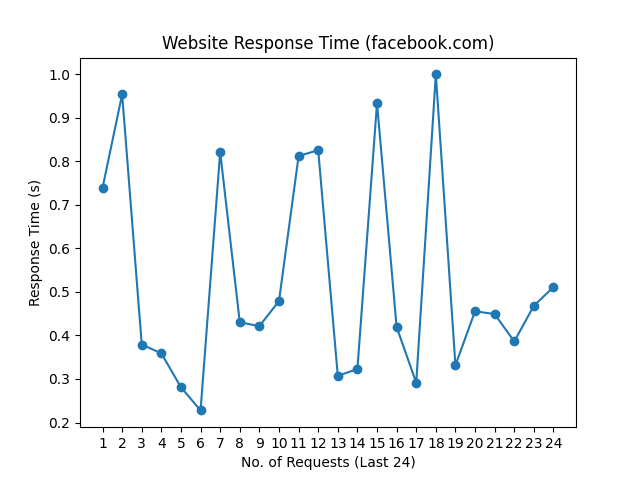 Website Response Time (facebook.com)
1.0
0.9
0.8
0.7
0.6
0.5
0.4
0.3
0.2
Response Time (s)
1 2 3 4 5 6 7 8 9 10 11 12 13 14 15 16 17 18 19 20 21 22 23 24
No. of Requests (Last 24)